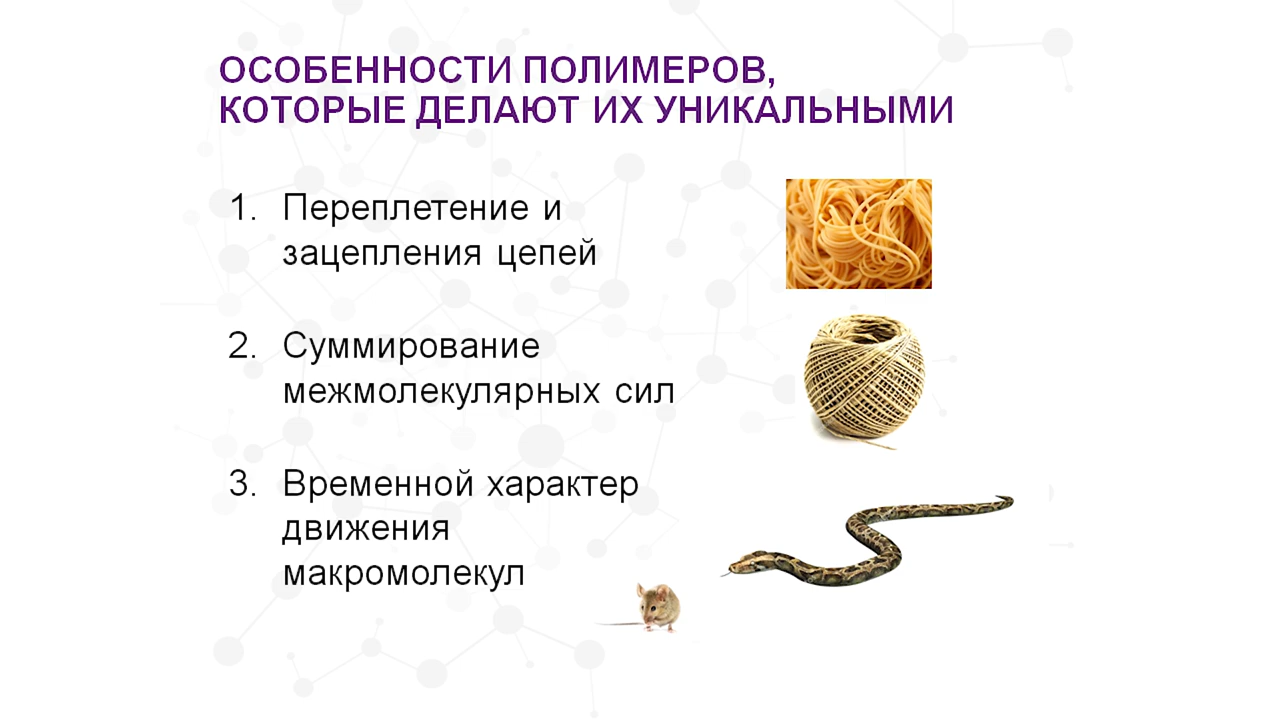 ОСОБЕННОСТИ ПОЛИМЕРОВ,
КОТОРЫЕ ДЕЛАЮТ ИХ УНИКАЛЬНЫМИ
1. Переплетение и
зацепления цепей
2. Суммирование
межмолекулярных сил
3. Временной характер
движения
макромолекул